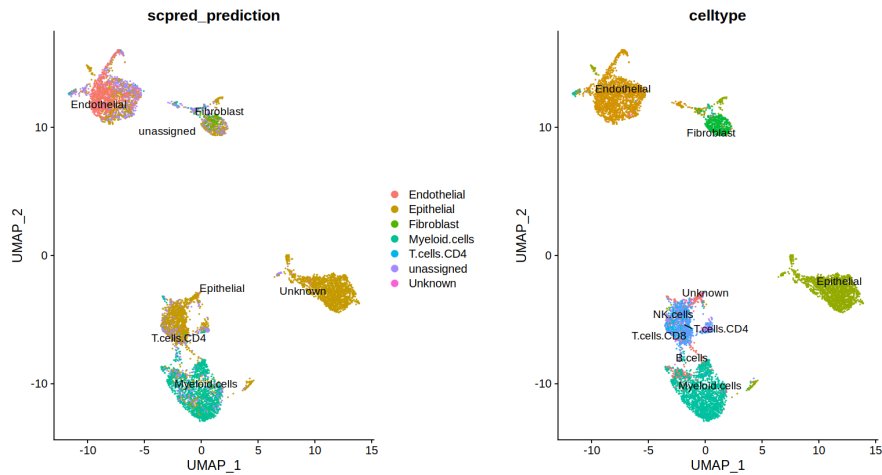 scpred_prediction
Endothelial
Fibroblast
unassigned
Epithelial
Unknown
T.cells.CD4
Myeloid.cells
10
0
-10
UMAP_2
-10
-5
0
5
10
15
UMAP_1
Endothelial
Epithelial
Fibroblast
Myeloid.cells
T.cells.CD4
unassigned
Unknown
celltype
Endothelial
Fibroblast
Epithelial
Unknown
NK.cells
T.cells.CD4
T.cells.CD8
B.cells
Myeloid.cells
10
0
-10
UMAP_2
-10
-5
0
5
10
15
UMAP_1